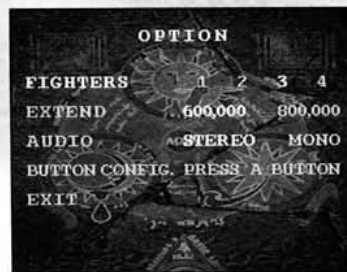 OPTION
FIGHTERS 1 2 3 4
EXTEND 600,000 800,000
AUDIO STEREO MONO
BUTTON CONFIG. PRESS A BUTTON
EXIT